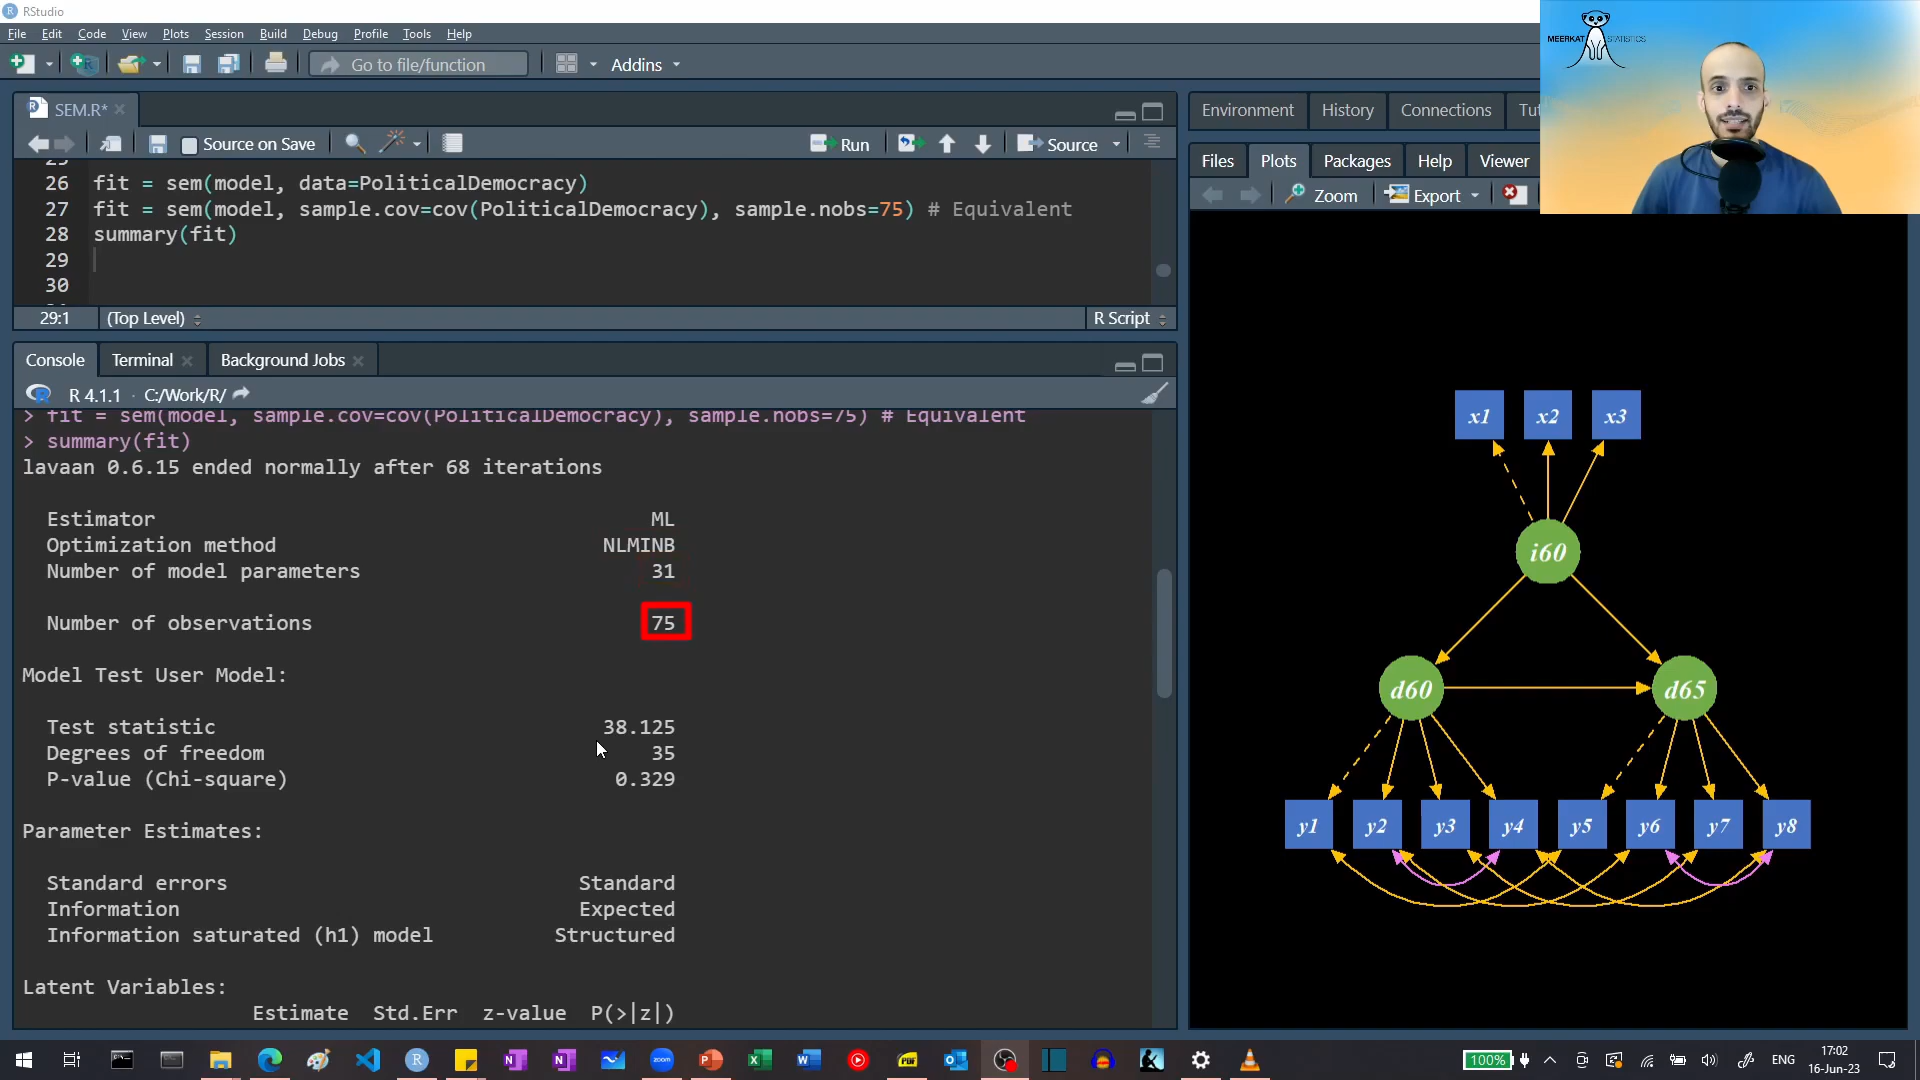 RStudio
File Edit Code View Plots Session Build Debug Profile Tools Help
Go to file/function
Addins
MEERKAT STATISTICS
SEM.R*
Source on Save
Run
Source
26 fit = sem(model, data=PoliticalDemocracy)
27 fit = sem(model, sample.cov=cov(PoliticalDemocracy), sample.nobs=75) # Equivalent
28 summary(fit)
29
30
29:1 (Top Level)
R Script
Console Terminal Background Jobs
R 4.1.1 · C:/Work/R/
> fit = sem(model, sample.cov=cov(PoliticalDemocracy), sample.nobs=75) # Equivalent
> summary(fit)
lavaan 0.6.15 ended normally after 68 iterations
Estimator ML
Optimization method NLMINB
Number of model parameters 31
Number of observations 75
Model Test User Model:
Test statistic 38.125
Degrees of freedom 35
P-value (Chi-square) 0.329
Parameter Estimates:
Standard errors Standard
Information Expected
Information saturated (h1) model Structured
Latent Variables:
Estimate Std.Err z-value P(>|z|)
Environment History Connections Tut
Files Plots Packages Help Viewer
Zoom Export
x1 x2 x3
i60
d60 d65
y1 y2 y3 y4 y5 y6 y7 y8
100% ENG 17:02
16-Jun-23